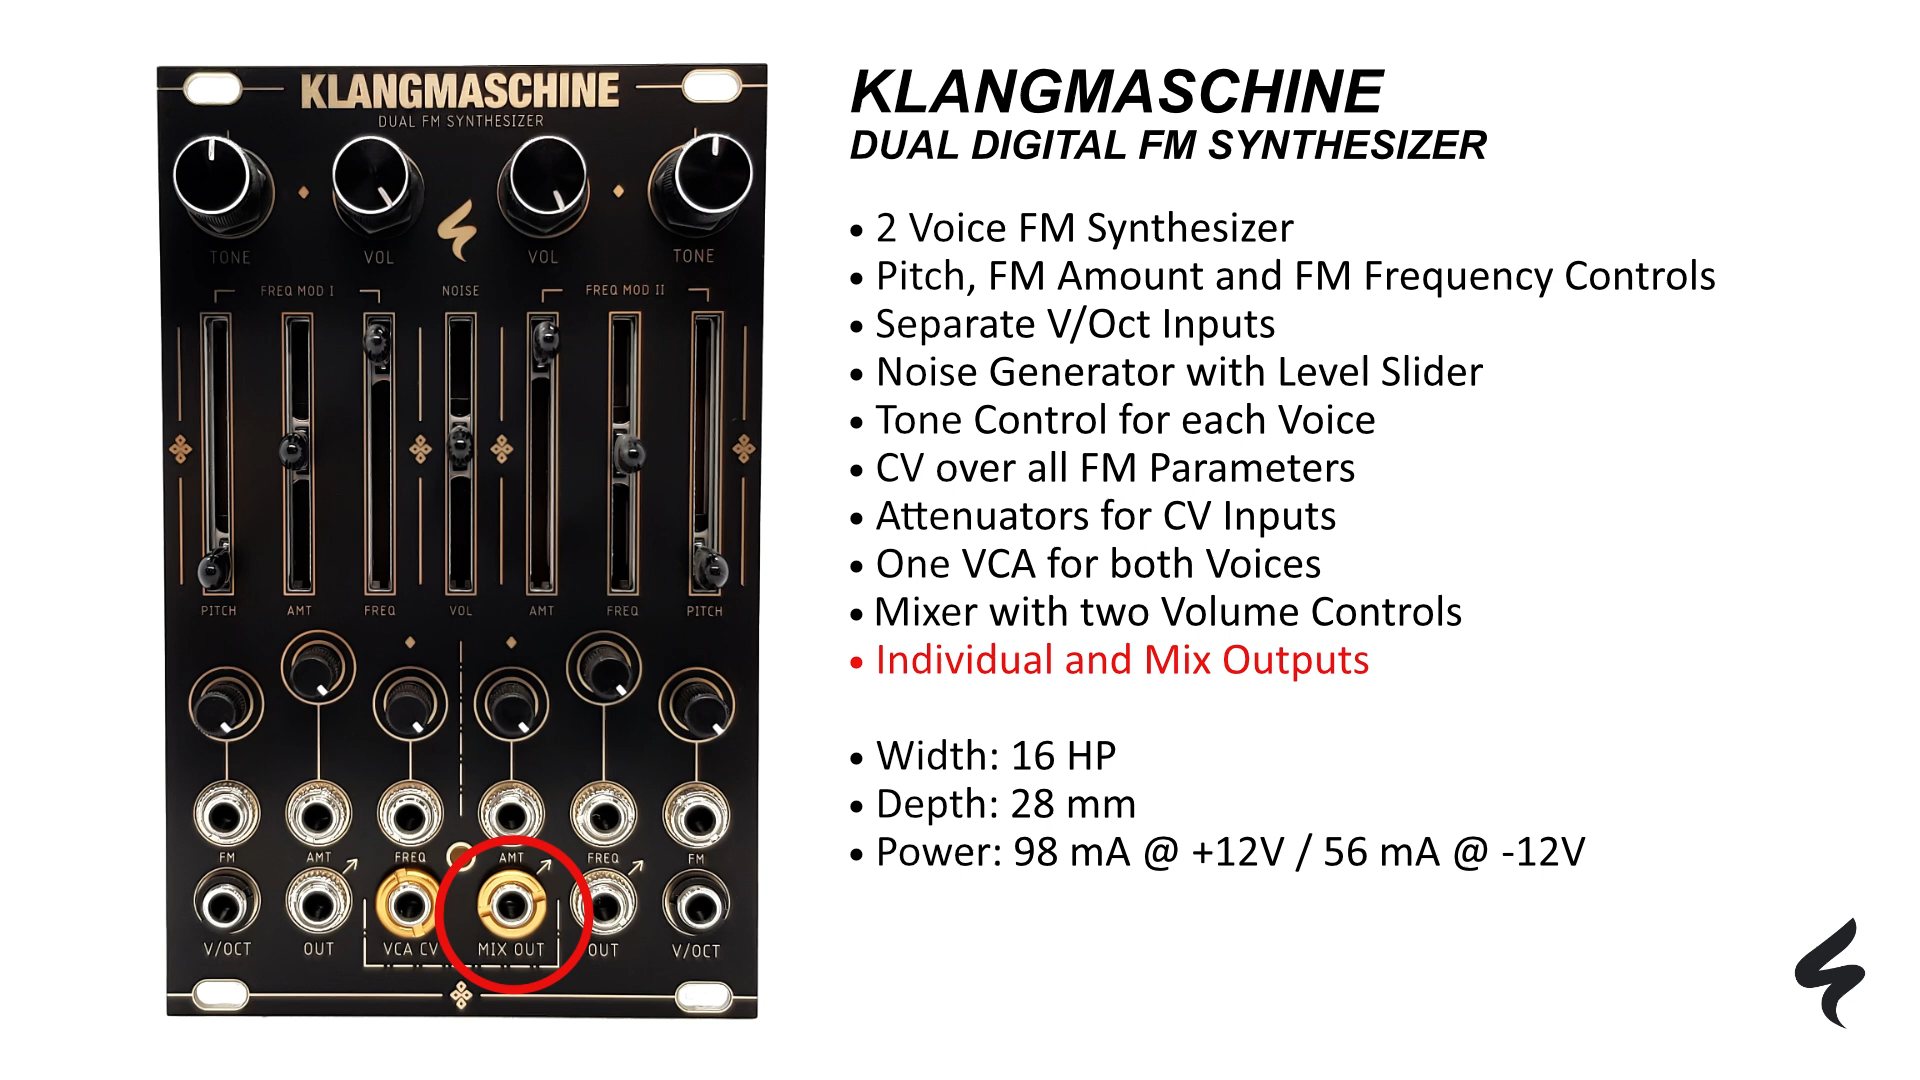 KLANGMASCHINE
DUAL FM SYNTHESIZER
TONE VOL VOL TONE
FREQ MOD I NOISE FREQ MOD II
PITCH AMT FREQ VOL AMT FREQ PITCH
FM AMT FREQ AMT FREQ FM
V/OCT OUT VCA CV MIX OUT OUT V/OCT
KLANGMASCHINE
DUAL DIGITAL FM SYNTHESIZER
• 2 Voice FM Synthesizer
• Pitch, FM Amount and FM Frequency Controls
• Separate V/Oct Inputs
• Noise Generator with Level Slider
• Tone Control for each Voice
• CV over all FM Parameters
• Attenuators for CV Inputs
• One VCA for both Voices
• Mixer with two Volume Controls
• Individual and Mix Outputs
• Width: 16 HP
• Depth: 28 mm
• Power: 98 mA @ +12V / 56 mA @ -12V